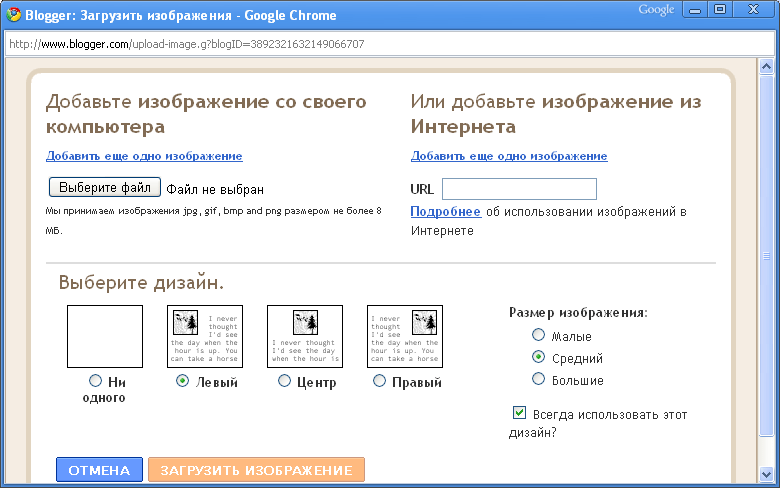 Blogger: Загрузить изображения - Google Chrome
Google
http://www.blogger.com/upload-image.g?blogID=3892321632149066707
Добавьте изображение со своего
компьютера
Добавить еще одно изображение
Выберите файл Файл не выбран
Мы принимаем изображения jpg, gif, bmp and png размером не более 8
МБ.
Или добавьте изображение из
Интернета
Добавить еще одно изображение
URL
Подробнее об использовании изображений в
Интернете
Выберите дизайн.
I never
thought
I'd see
the day when the
hour is up. You
can take a horse
I never thought
I'd see the day
when the hour is
I never
thought
I'd see
the day when the
hour is up. You
can take a horse
Ни
одного
Левый
Центр
Правый
Размер изображения:
Малые
Средний
Большие
Всегда использовать этот
дизайн?
ОТМЕНА
ЗАГРУЗИТЬ ИЗОБРАЖЕНИЕ